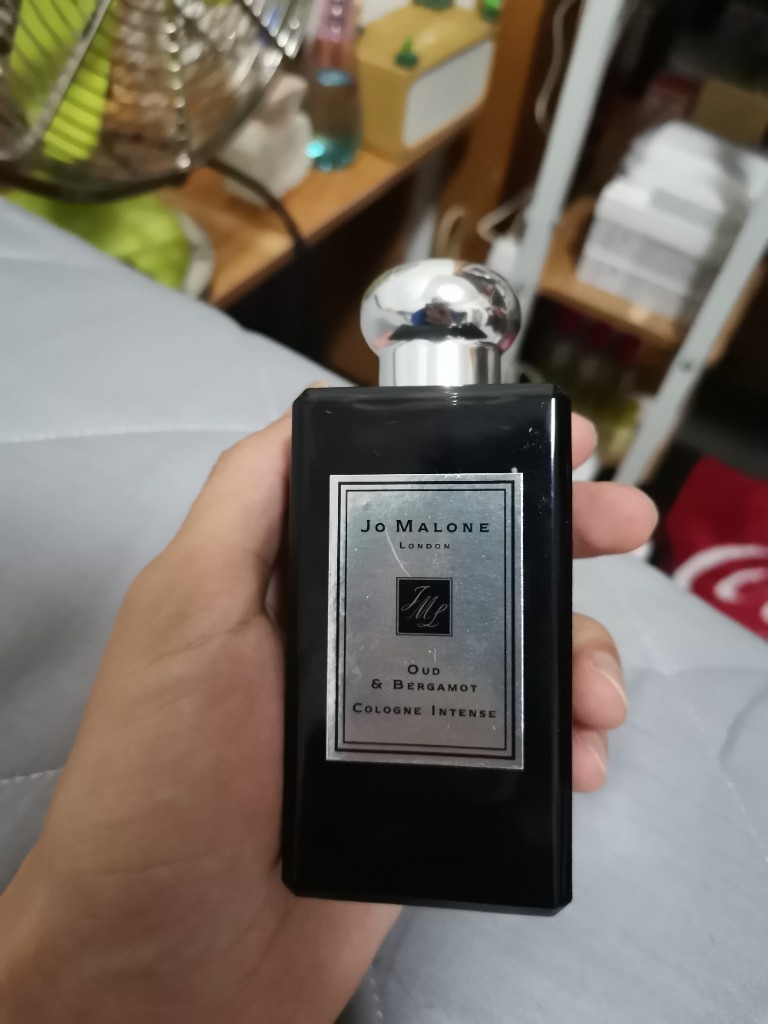 Jo Malone
London
JML
Oud
& Bergamot
Cologne Intense